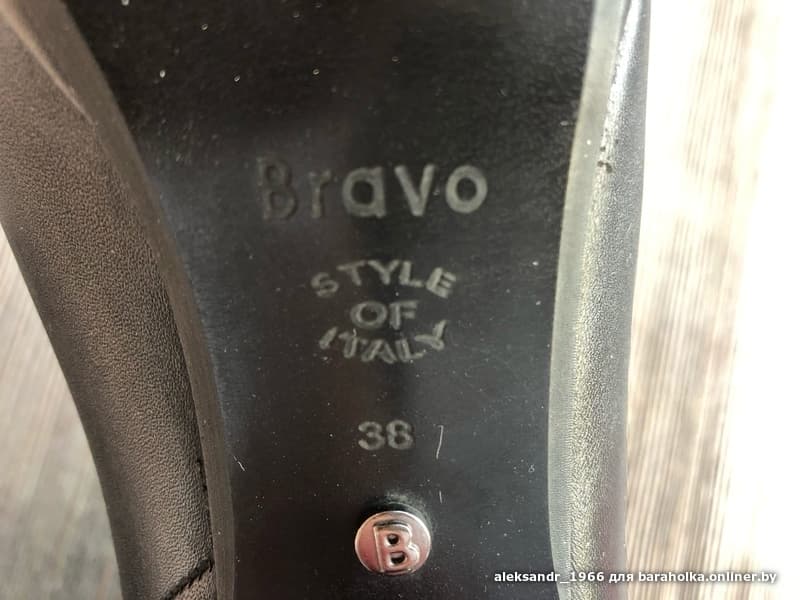 Bravo
STYLE
OF
ITALY
38
B
aleksandr_1966 для baraholka.onliner.by